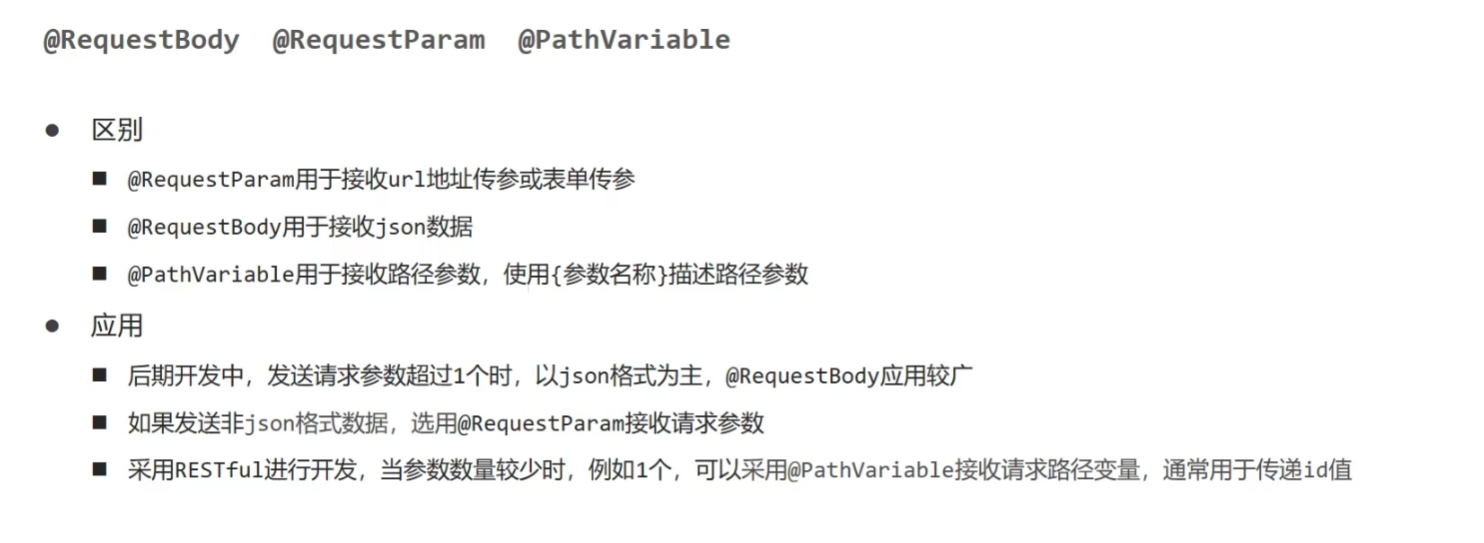 @RequestBody @RequestParam @PathVariable
● 区别
■ @RequestParam用于接收url地址传参或表单传参
■ @RequestBody用于接收json数据
■ @PathVariable用于接收路径参数，使用{参数名称}描述路径参数
● 应用
■ 后期开发中，发送请求参数超过1个时，以json格式为主，@RequestBody应用较广
■ 如果发送非json格式数据，选用@RequestParam接收请求参数
■ 采用RESTful进行开发，当参数数量较少时，例如1个，可以采用@PathVariable接收请求路径变量，通常用于传递id值